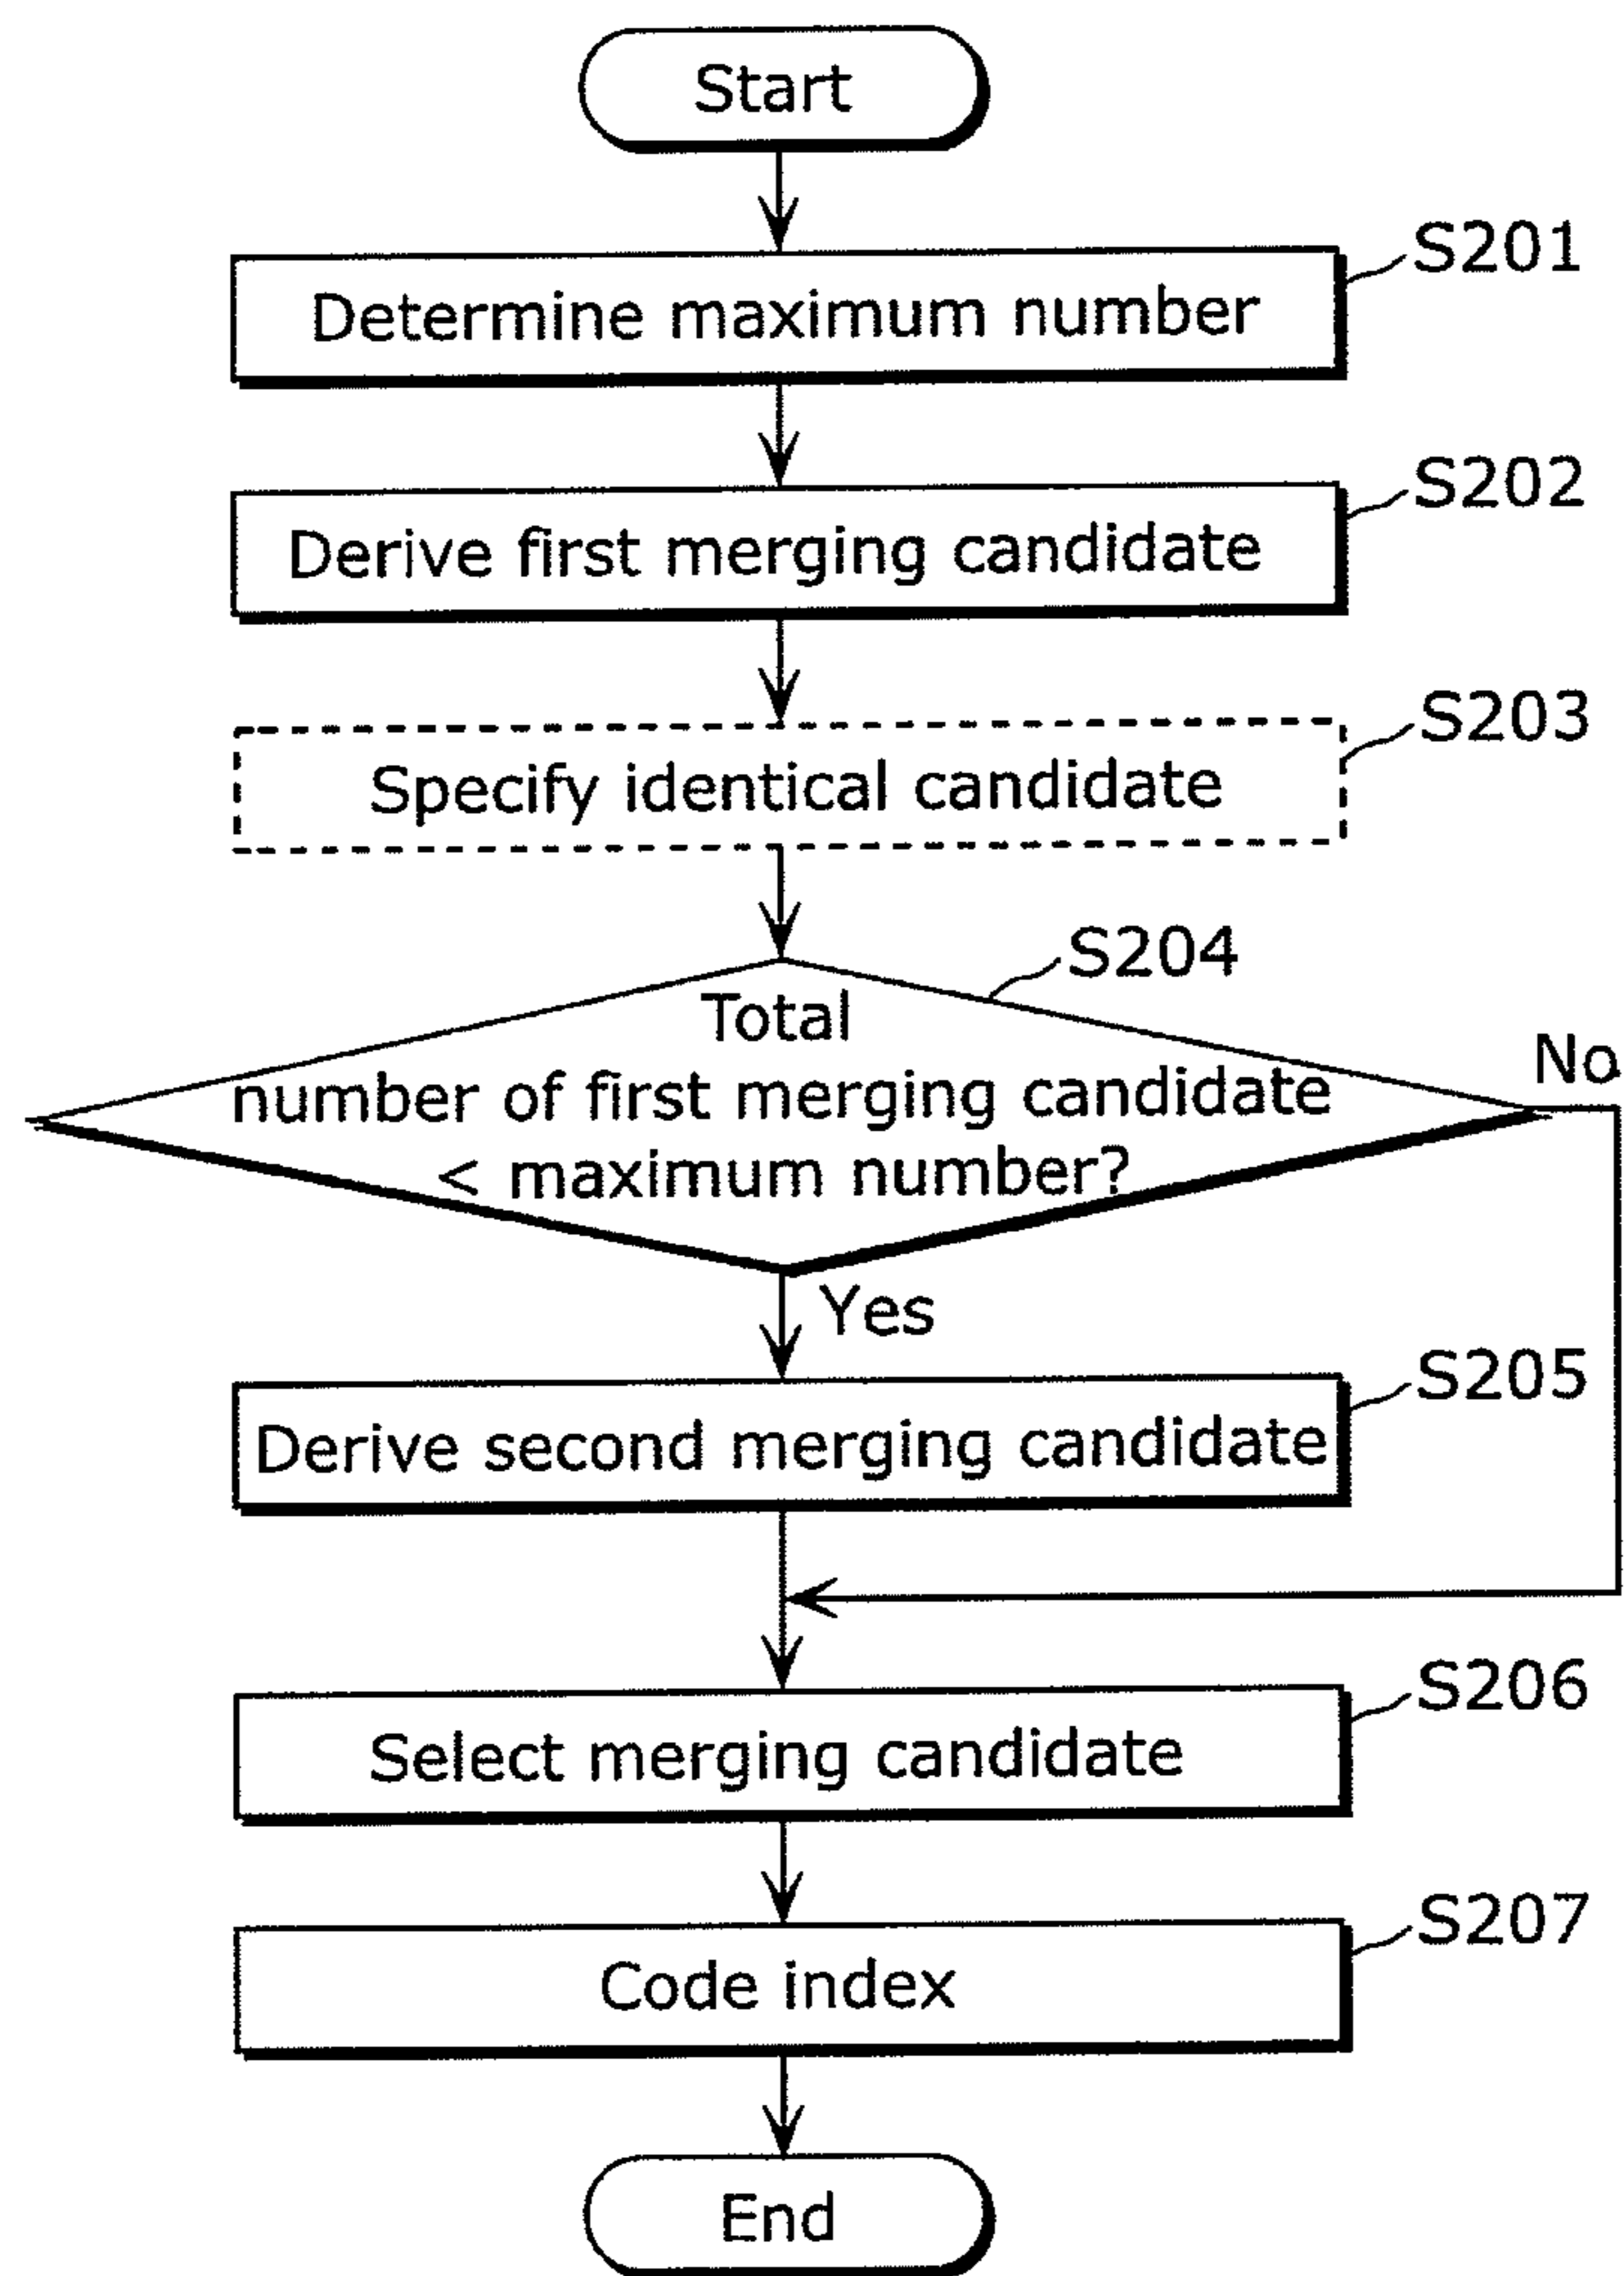 Start
S201
Determine maximum number
S202
Derive first merging candidate
S203
Specify identical candidate
S204
Total
number of first merging candidate
< maximum number?
No
Yes
S205
Derive second merging candidate
S206
Select merging candidate
S207
Code index
End